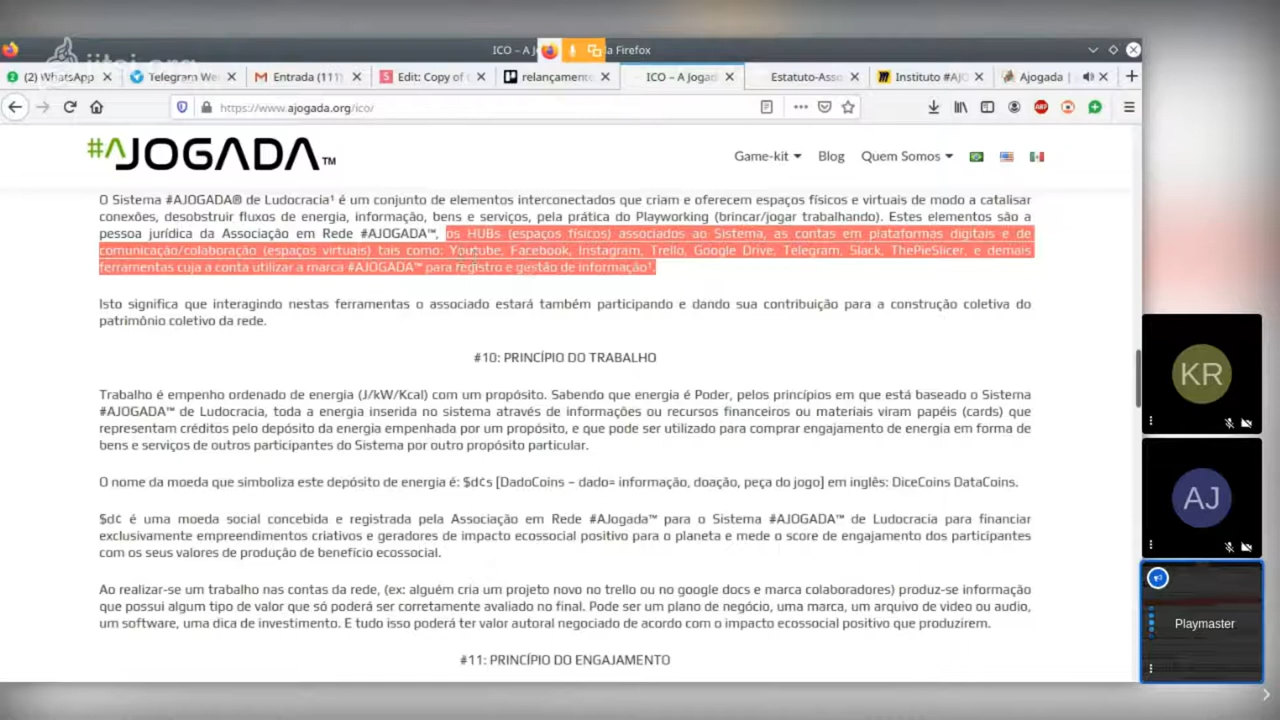 jitsi.org
ICO – A J
la Firefox
(2) WhatsApp
Telegram We
Entrada (111)
Edit: Copy of
relançamento
ICO – A Jogad
Estatuto-Asso
Instituto #AJO
Ajogada
https://www.ajogada.org/ico/
ABP
#AJOGADA™
Game-kit
Blog
Quem Somos
O Sistema #AJOGADA® de Ludocracia¹ é um conjunto de elementos interconectados que criam e oferecem espaços físicos e virtuais de modo a catalisar
conexões, desobstruir fluxos de energia, informação, bens e serviços, pela prática do Playworking (brincar/jogar trabalhando). Estes elementos são a
pessoa jurídica da Associação em Rede #AJOGADA™, os HUBs (espaços físicos) associados ao Sistema, as contas em plataformas digitais e de
comunicação/colaboração (espaços virtuais) tais como: Youtube, Facebook, Instagram, Trello, Google Drive, Telegram, Slack, ThePieSlicer, e demais
ferramentas cuja a conta utilizar a marca #AJOGADA™ para registro e gestão de informação¹.
Isto significa que interagindo nestas ferramentas o associado estará também participando e dando sua contribuição para a construção coletiva do
patrimônio coletivo da rede.
#10: PRINCÍPIO DO TRABALHO
Trabalho é empenho ordenado de energia (J/kW/Kcal) com um propósito. Sabendo que energia é Poder, pelos princípios em que está baseado o Sistema
#AJOGADA™ de Ludocracia, toda a energia inserida no sistema através de informações ou recursos financeiros ou materiais viram papéis (cards) que
representam créditos pelo depósito da energia empenhada por um propósito, e que pode ser utilizado para comprar engajamento de energia em forma de
bens e serviços de outros participantes do Sistema por outro propósito particular.
O nome da moeda que simboliza este depósito de energia é: $d¢s [DadoCoins – dado= informação, doação, peça do jogo] em inglês: DiceCoins DataCoins.
$d¢ é uma moeda social concebida e registrada pela Associação em Rede #AJogada™ para o Sistema #AJOGADA™ de Ludocracia para financiar
exclusivamente empreendimentos criativos e geradores de impacto ecossocial positivo para o planeta e mede o score de engajamento dos participantes
com os seus valores de produção de benefício ecossocial.
Ao realizar-se um trabalho nas contas da rede, (ex: alguém cria um projeto novo no trello ou no google docs e marca colaboradores) produz-se informação
que possui algum tipo de valor que só poderá ser corretamente avaliado no final. Pode ser um plano de negócio, uma marca, um arquivo de video ou audio,
um software, uma dica de investimento. E tudo isso poderá ter valor autoral negociado de acordo com o impacto ecossocial positivo que produzirem.
#11: PRINCÍPIO DO ENGAJAMENTO
KR
AJ
Playmaster